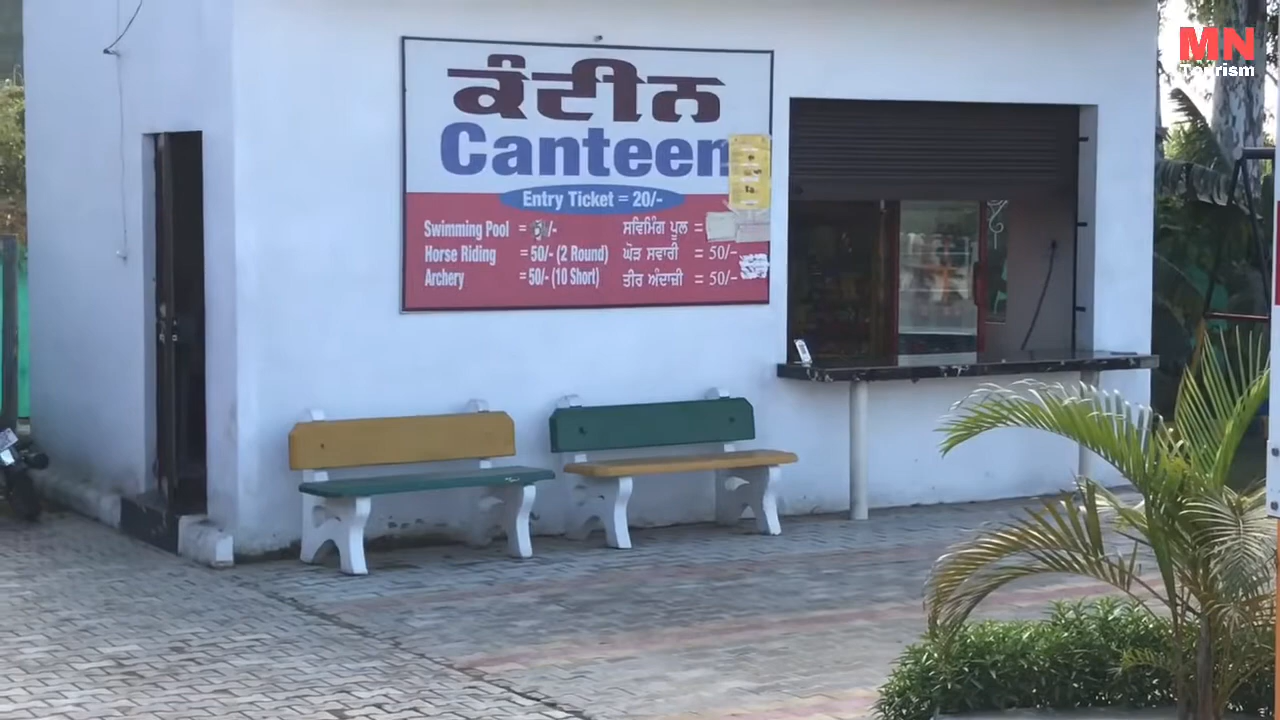 MN
Tourism
ਕੰਟੀਨ
Canteen
Entry Ticket = 20/-
Swimming Pool = /- ਸਵਿਮਿੰਗ ਪੂਲ =
Horse Riding = 50/- (2 Round) ਘੋੜ ਸਵਾਰੀ = 50/-
Archery = 50/- (10 Short) ਤੀਰ ਅੰਦਾਜ਼ੀ = 50/-